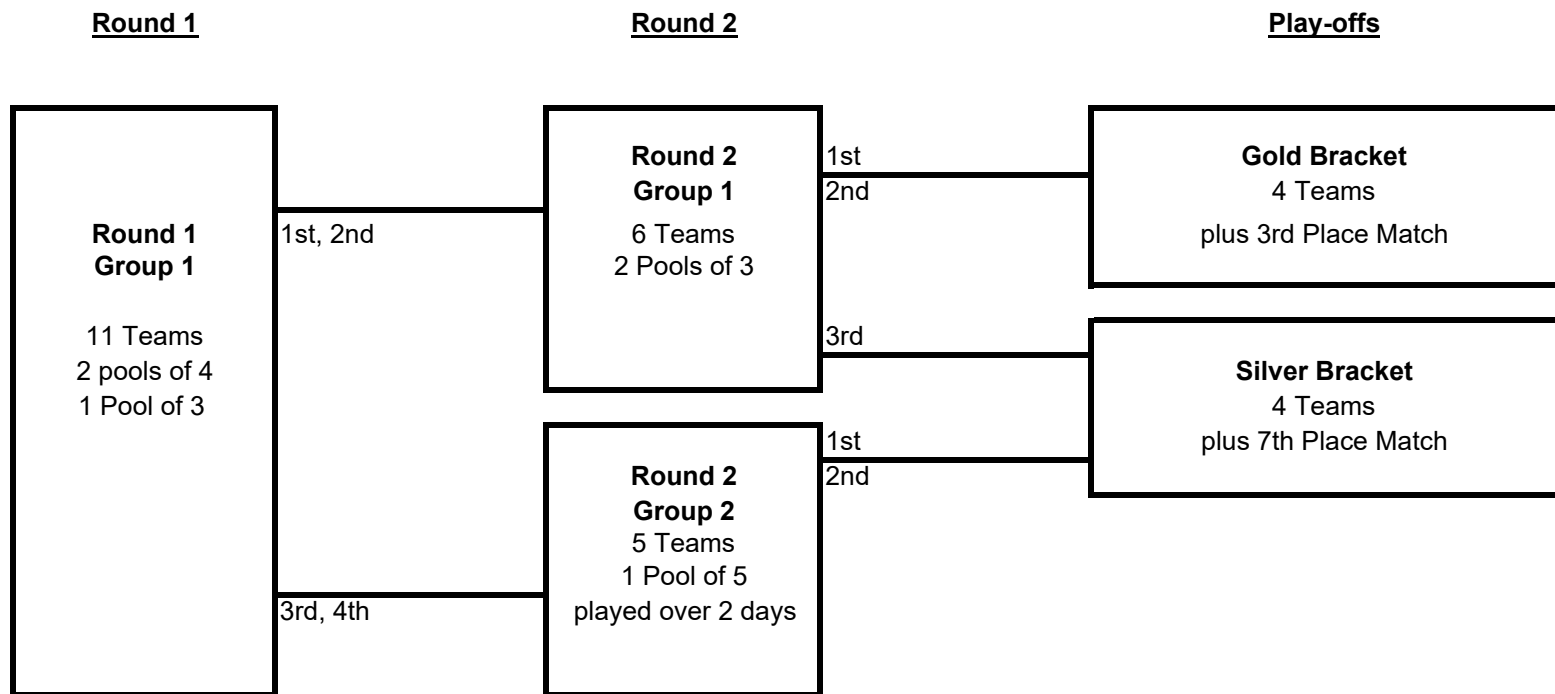 Round 1
Round 2
Play-offs
Round 1
Group 1
11 Teams
2 pools of 4
1 Pool of 3
1st, 2nd
3rd, 4th
Round 2
Group 1
6 Teams
2 Pools of 3
1st
2nd
3rd
Round 2
Group 2
5 Teams
1 Pool of 5
played over 2 days
1st
2nd
Gold Bracket
4 Teams
plus 3rd Place Match
Silver Bracket
4 Teams
plus 7th Place Match